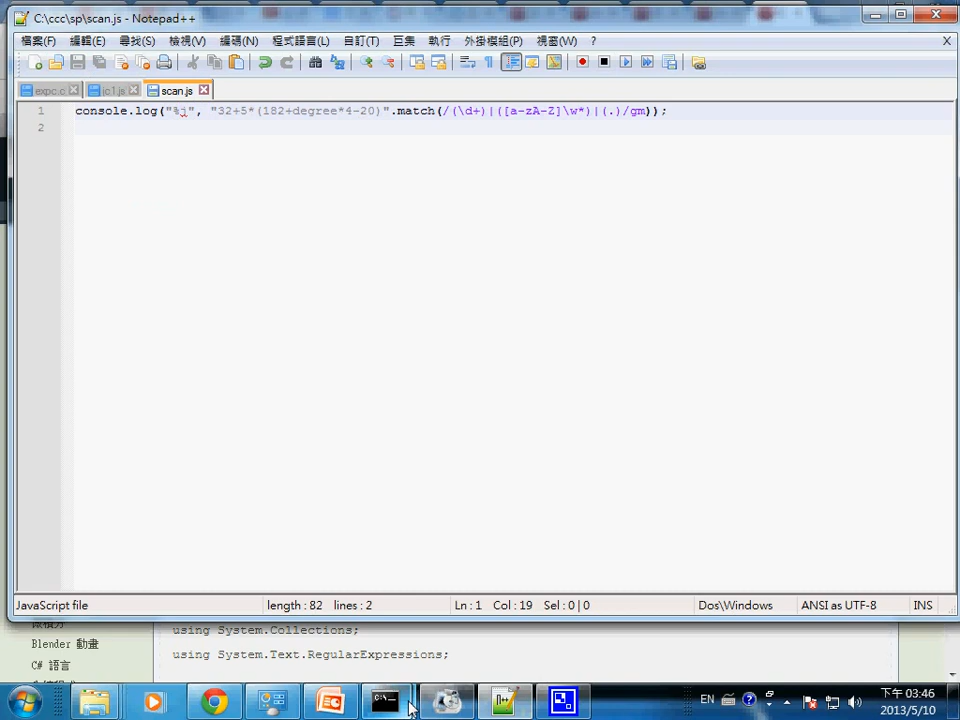 C:\ccc\sp\scan.js - Notepad++
檔案(F) 編輯(E) 尋找(S) 檢視(V) 編碼(N) 程式語言(L) 自訂(T) 巨集 執行 外掛模組(P) 視窗(W) ? X
expc.c jc1.js scan.js
1 console.log("%j", "32+5*(182+degree*4-20)".match(/(\d+)|([a-zA-Z]\w*)|(.)/gm));
2
JavaScript file length : 82 lines : 2 Ln : 1 Col : 19 Sel : 0 | 0 Dos\Windows ANSI as UTF-8 INS
using System.Collections;
Blender 動畫
using System.Text.RegularExpressions;
C# 語言
C:\
EN
下午 03:46
2013/5/10